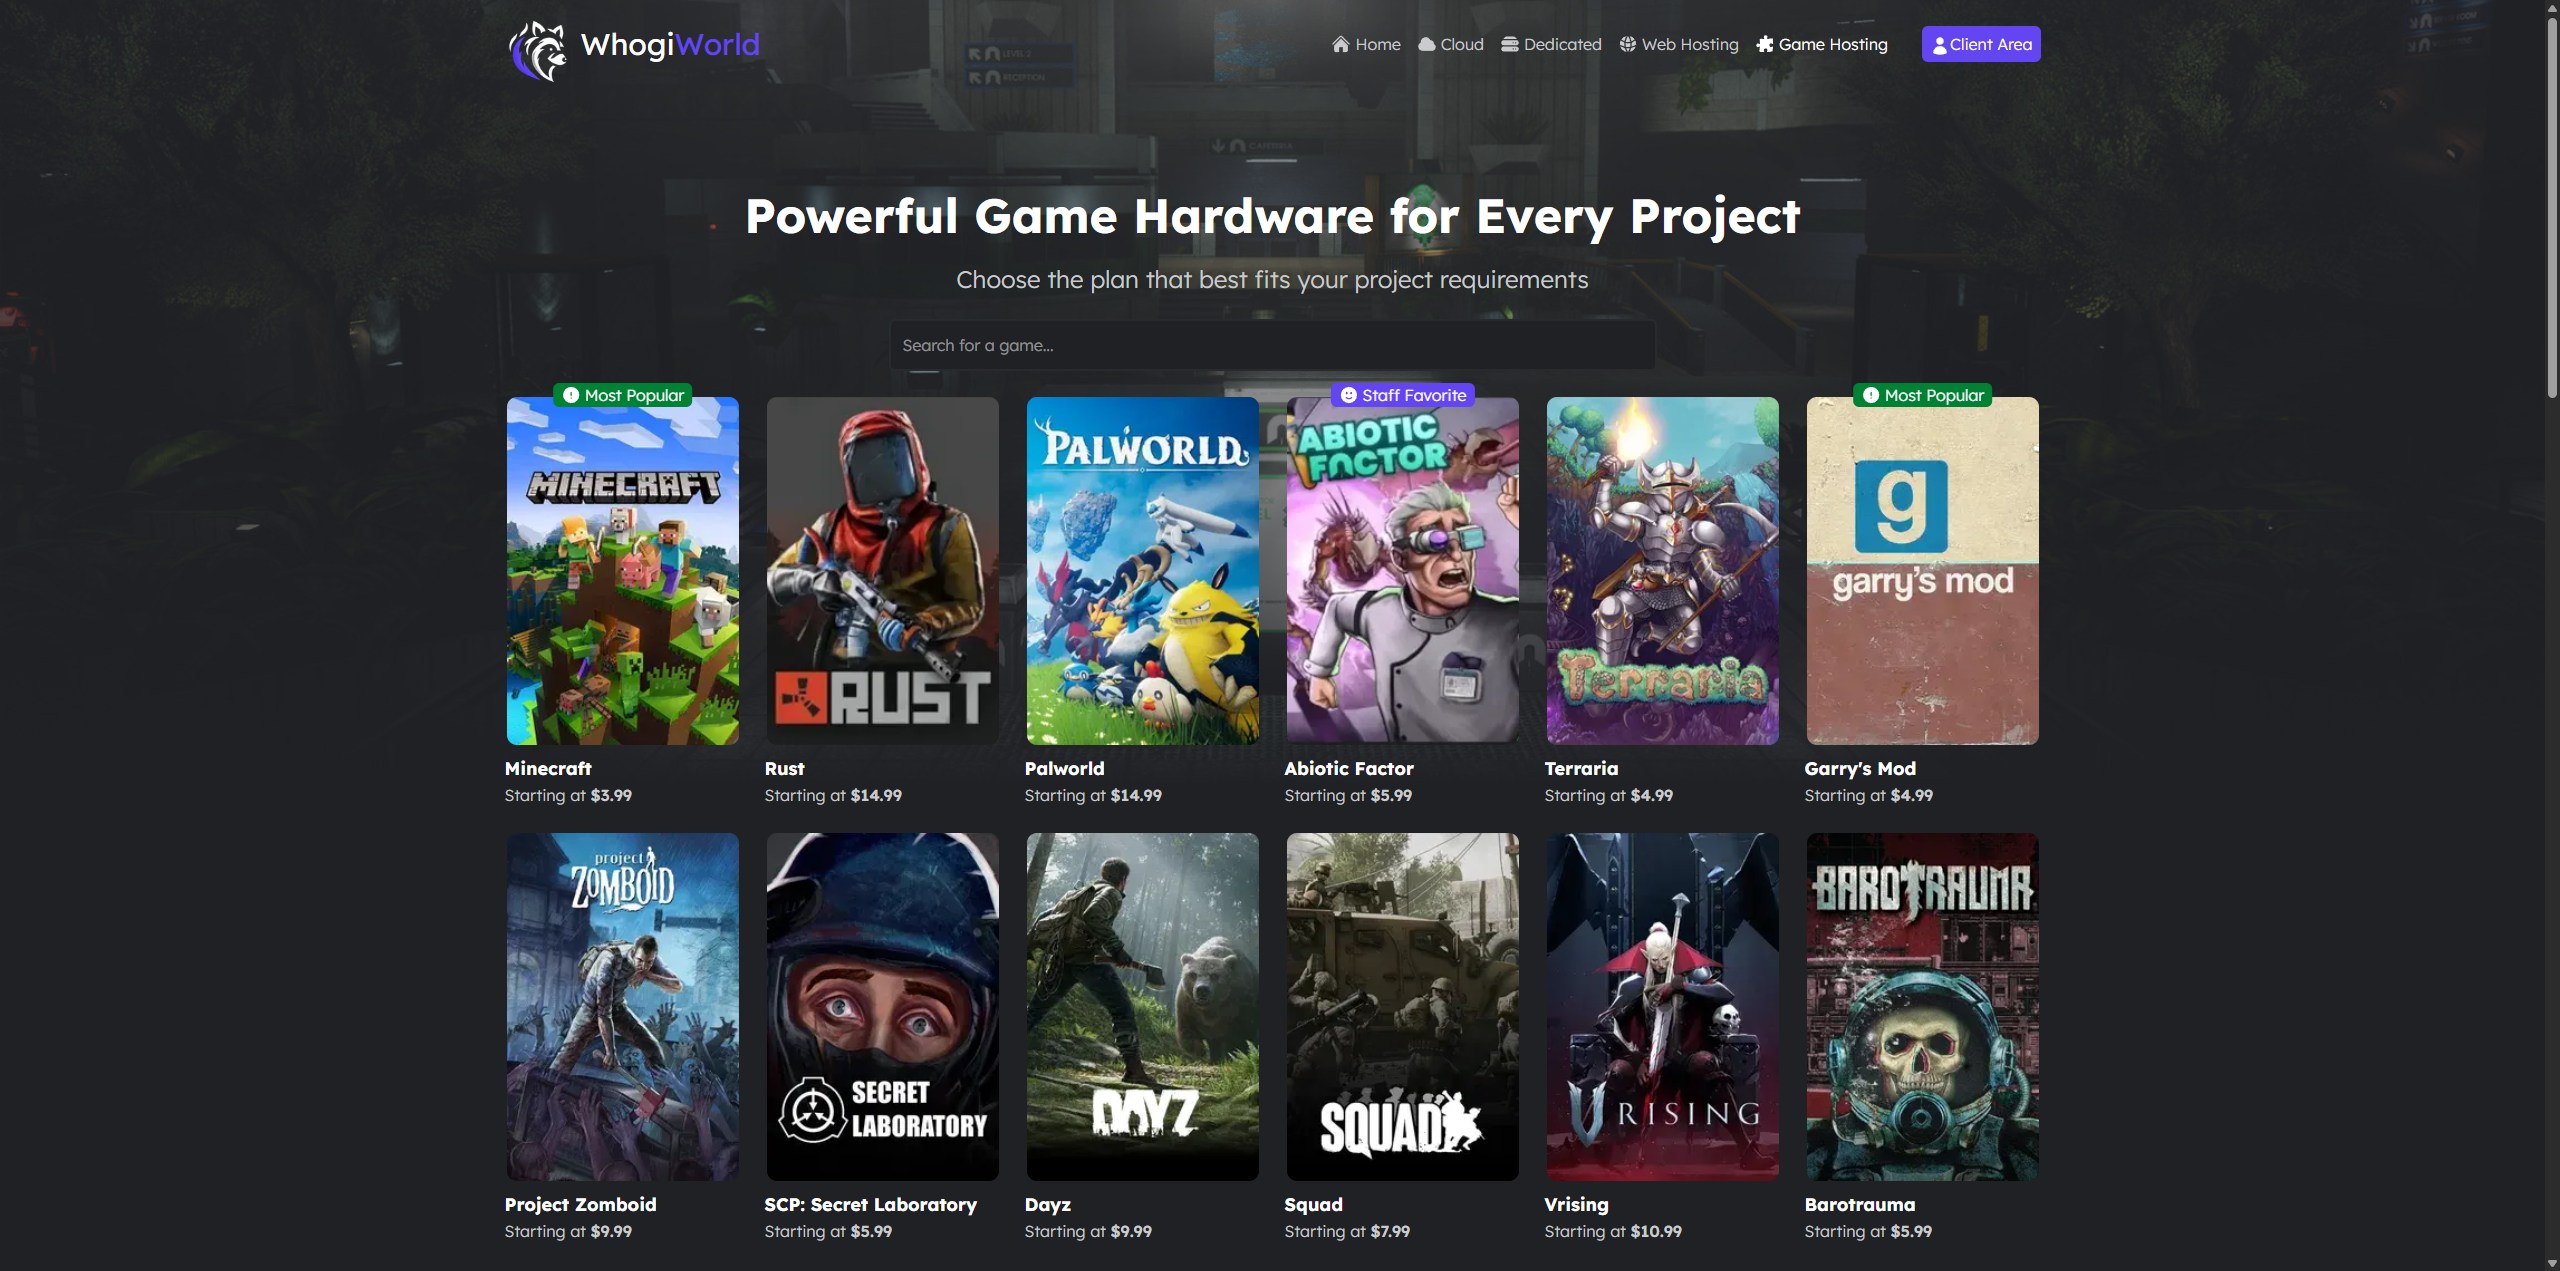 WhogiWorld
Home Cloud Dedicated Web Hosting Game Hosting Client Area
LEVEL 2
RECEPTION
CAFETERIA
Powerful Game Hardware for Every Project
Choose the plan that best fits your project requirements
Search for a game...
Most Popular
Staff Favorite
Most Popular
MINECRAFT
RUST
PALWORLD
ABIOTIC
FACTOR
Terraria
g
garry's mod
Minecraft
Starting at $3.99
Rust
Starting at $14.99
Palworld
Starting at $14.99
Abiotic Factor
Starting at $5.99
Terraria
Starting at $4.99
Garry's Mod
Starting at $4.99
project
ZOMBOID
SECRET
LABORATORY
DAYZ
SQUAD
V RISING
BAROTRAUMA
Project Zomboid
Starting at $9.99
SCP: Secret Laboratory
Starting at $5.99
Dayz
Starting at $9.99
Squad
Starting at $7.99
Vrising
Starting at $10.99
Barotrauma
Starting at $5.99